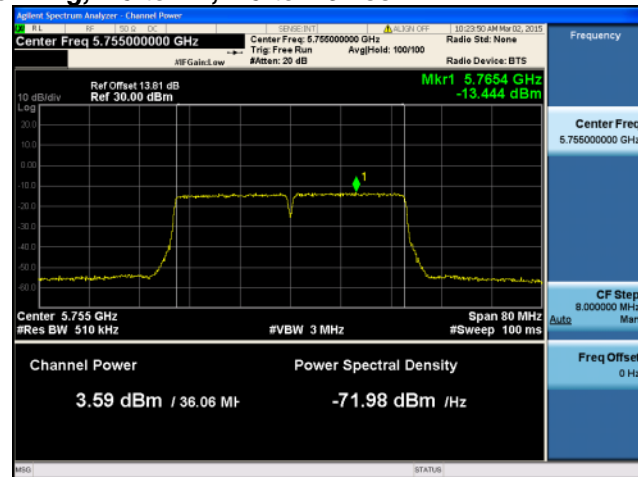 Agilent Spectrum Analyzer - Channel Power
RL RF 50 Ω DC SENSE:INT ALIGN OFF 10:23:50 AM Mar 02, 2015
Center Freq 5.755000000 GHz
Center Freq: 5.755000000 GHz
Radio Std: None
Trig: Free Run Avg|Hold: 100/100
#IFGain:Low #Atten: 20 dB Radio Device: BTS
Frequency
Ref Offset 13.81 dB
10 dB/div Ref 30.00 dBm
Mkr1 5.7654 GHz
-13.444 dBm
Log
20.0
10.0
0.00
-10.0
-20.0
-30.0
-40.0
-50.0
-60.0
1
Center 5.755 GHz Span 80 MHz
#Res BW 510 kHz #VBW 3 MHz #Sweep 100 ms
Channel Power Power Spectral Density
3.59 dBm / 36.06 MH -71.98 dBm /Hz
Center Freq
5.755000000 GHz
CF Step
8.000000 MHz
Auto Man
Freq Offset
0 Hz
MSG STATUS